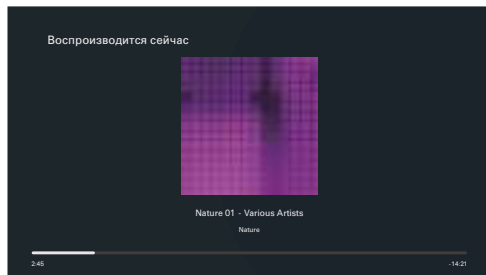 Воспроизводится сейчас
Nature 01 - Various Artists
Nature
2:45
-14:21